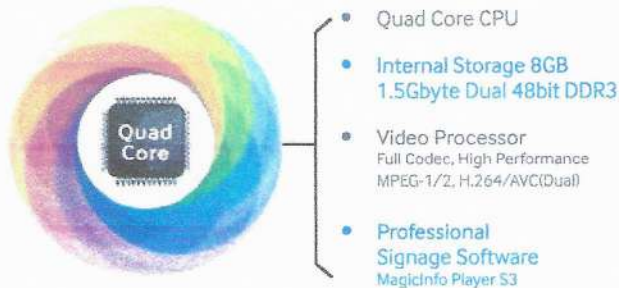 Quad
Core
Quad Core CPU
Internal Storage 8GB
1.5Gbyte Dual 48bit DDR3
Video Processor
Full Codec, High Performance
MPEG-1/2, H.264/AVC(Dual)
Professional
Signage Software
MagicInfo Player S3